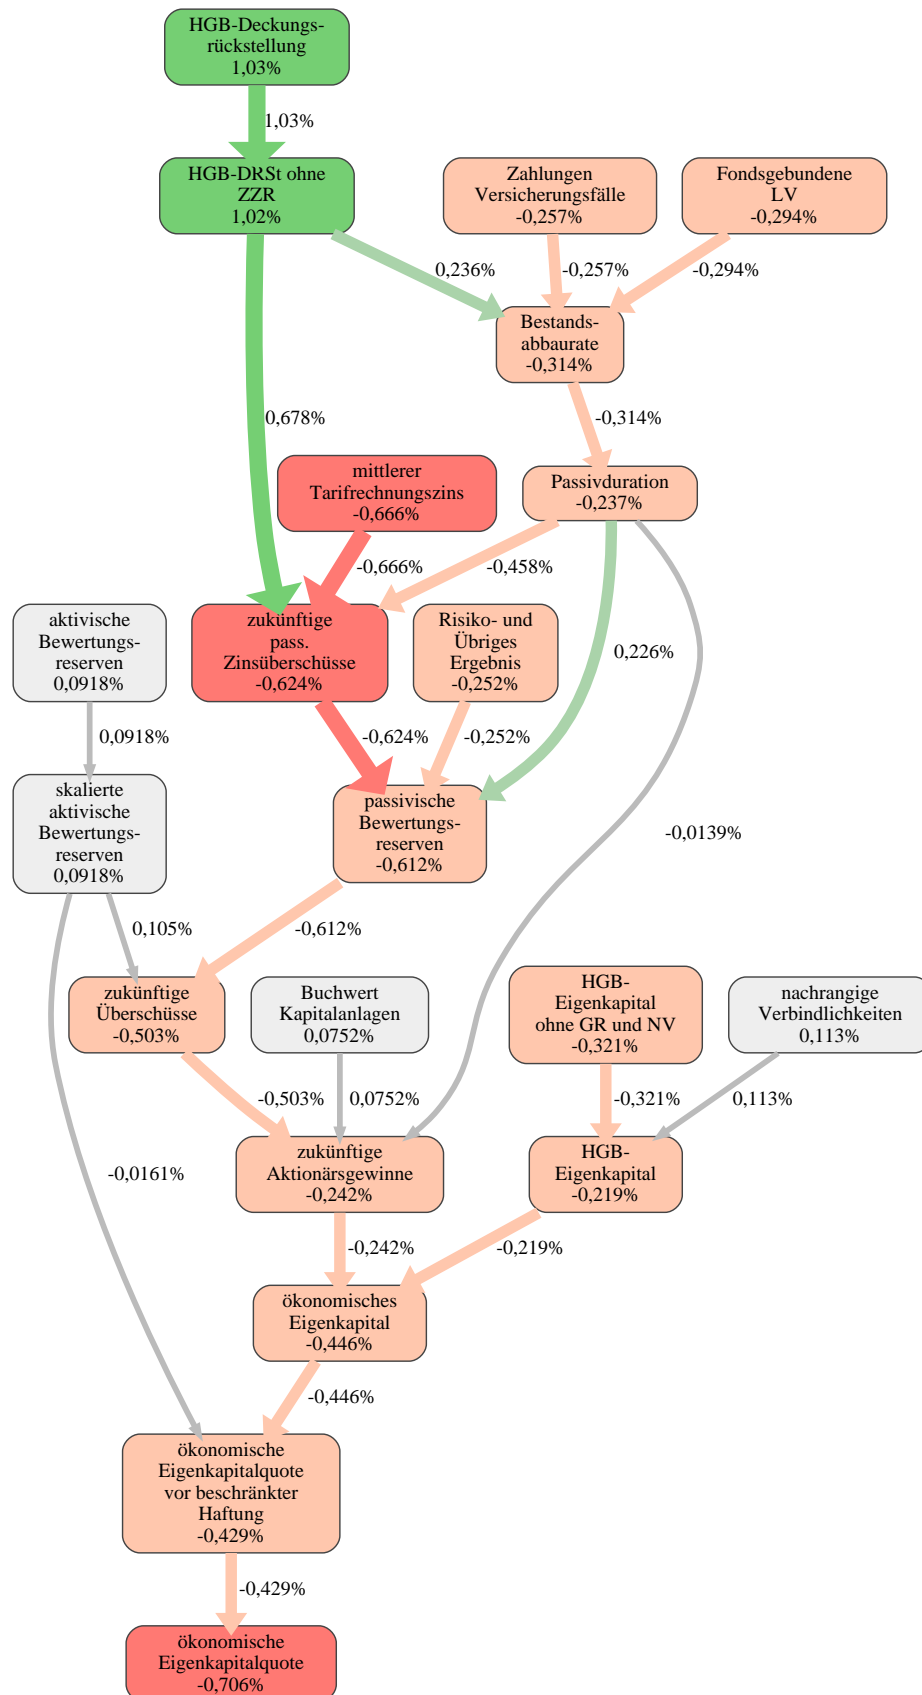 HGB-Deckungs-
rückstellung
1,03%
1,03%
HGB-DRSt ohne
ZZR
1,02%
Zahlungen
Versicherungsfälle
-0,257%
Fondsgebundene
LV
-0,294%
0,236%
-0,257%
-0,294%
Bestands-
abbaurate
-0,314%
0,678%
-0,314%
mittlerer
Tarifrechnungszins
-0,666%
Passivduration
-0,237%
-0,666%
-0,458%
aktivische
Bewertungs-
reserven
0,0918%
zukünftige
pass.
Zinsüberschüsse
-0,624%
Risiko- und
Übriges
Ergebnis
-0,252%
0,226%
0,0918%
-0,624%
-0,252%
skalierte
aktivische
Bewertungs-
reserven
0,0918%
passivische
Bewertungs-
reserven
-0,612%
-0,0139%
0,105%
-0,612%
zukünftige
Überschüsse
-0,503%
Buchwert
Kapitalanlagen
0,0752%
HGB-
Eigenkapital
ohne GR und NV
-0,321%
nachrangige
Verbindlichkeiten
0,113%
-0,503%
0,0752%
-0,321%
0,113%
-0,0161%
zukünftige
Aktionärsgewinne
-0,242%
HGB-
Eigenkapital
-0,219%
-0,242%
-0,219%
ökonomisches
Eigenkapital
-0,446%
-0,446%
ökonomische
Eigenkapitalquote
vor beschränkter
Haftung
-0,429%
-0,429%
ökonomische
Eigenkapitalquote
-0,706%